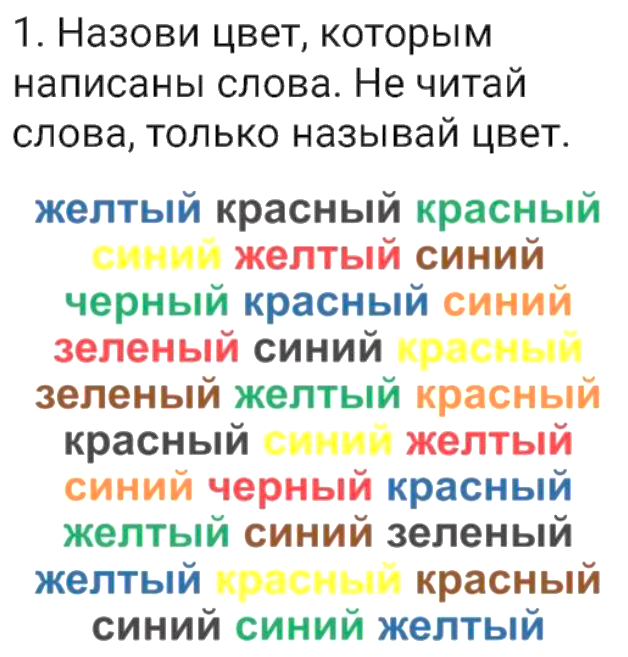 1. Назови цвет, которым
написаны слова. Не читай
слова, только называй цвет.
желтый красный красный
синий желтый синий
черный красный синий
зеленый синий красный
зеленый желтый красный
красный синий желтый
синий черный красный
желтый синий зеленый
желтый красный красный
синий синий желтый